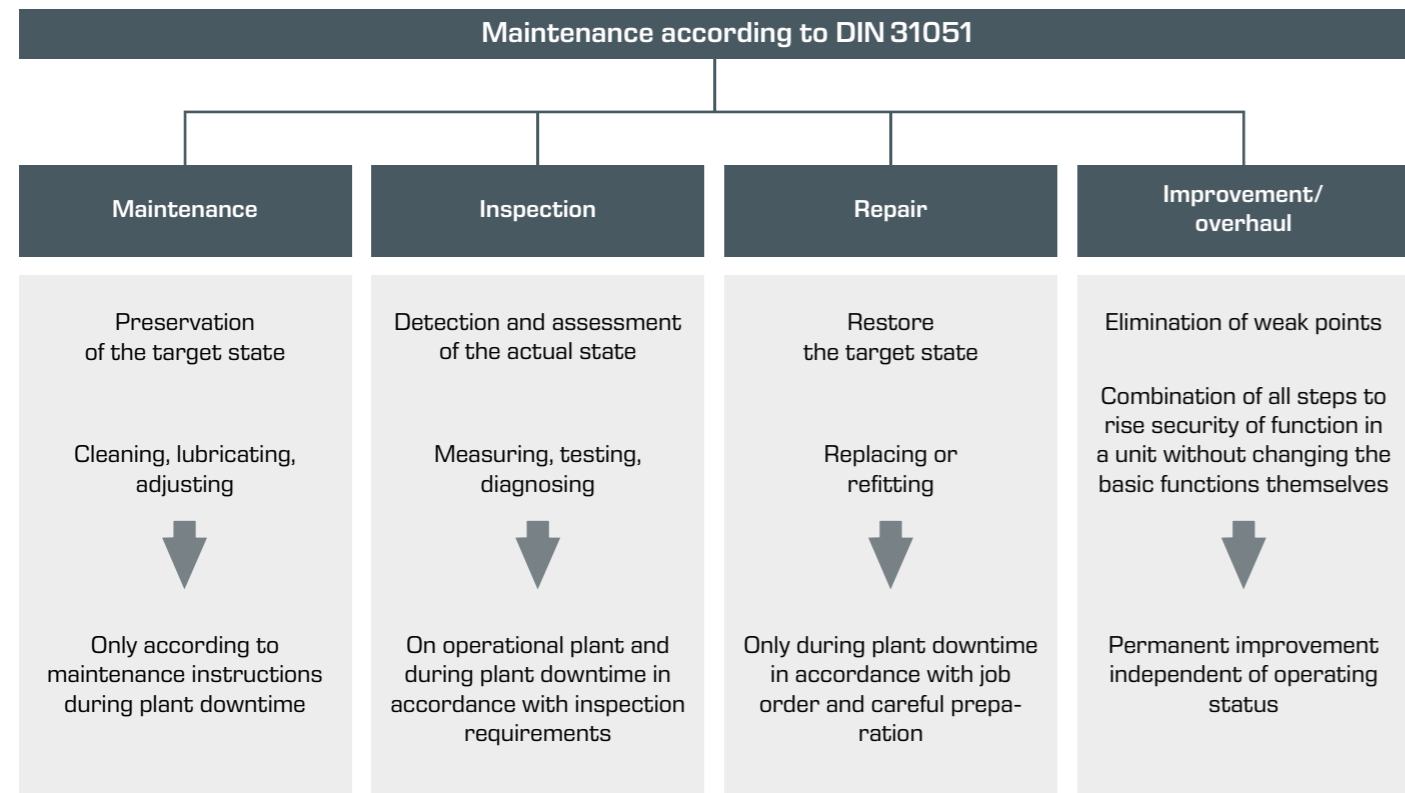 Maintenance according to DIN 31051
Maintenance
Preservation
of the target state
Cleaning, lubricating,
adjusting
Only according to
maintenance instructions
during plant downtime
Inspection
Detection and assessment
of the actual state
Measuring, testing,
diagnosing
On operational plant and
during plant downtime in
accordance with inspection
requirements
Repair
Restore
the target state
Replacing or
refitting
Only during plant downtime
in accordance with job
order and careful prepa-
ration
Improvement/
overhaul
Elimination of weak points
Combination of all steps to
rise security of function in
a unit without changing the
basic functions themselves
Permanent improvement
independent of operating
status